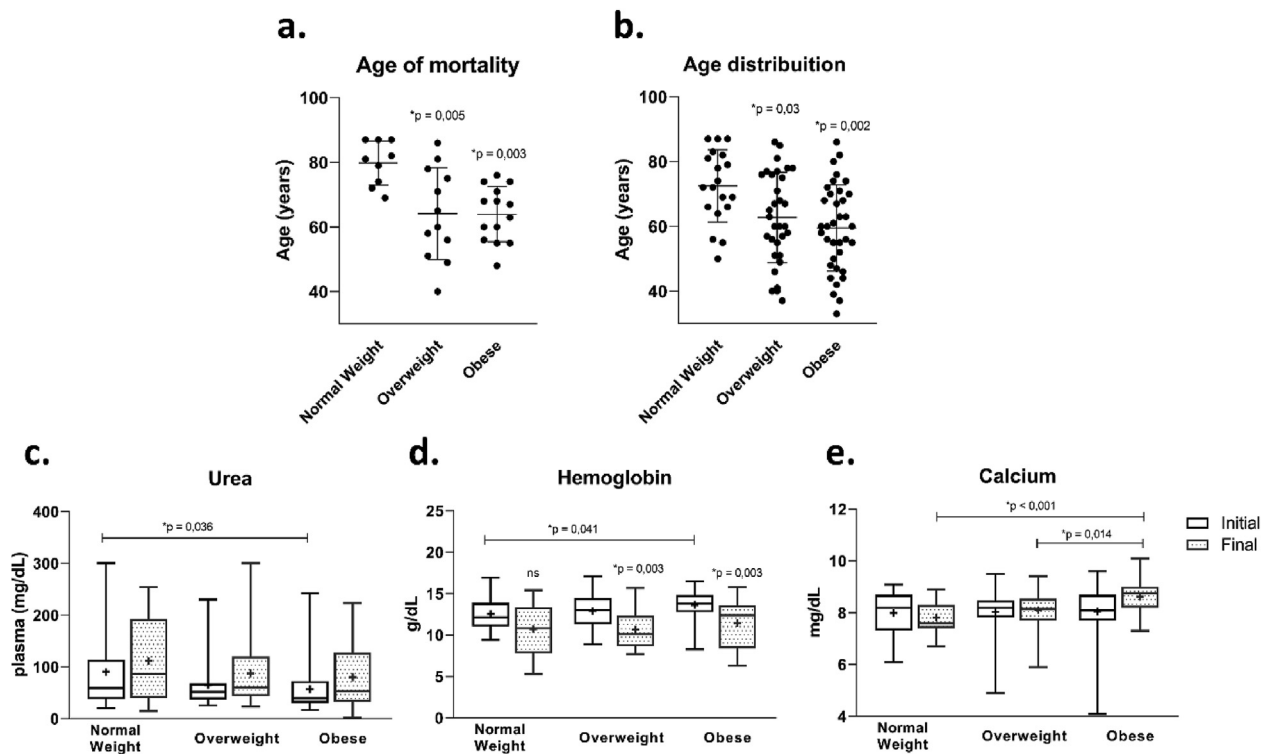 a.
Age of mortality
Age (years)
100
80
60
40
*p = 0,005
*p = 0,003
Normal Weight
Overweight
Obese
b.
Age distribuition
Age (years)
100
80
60
40
*p = 0,03
*p = 0,002
Normal Weight
Overweight
Obese
c.
Urea
plasma (mg/dL)
400
300
200
100
0
*p = 0,036
Normal
Weight
Overweight
Obese
d.
Hemoglobin
g/dL
25
20
15
10
5
0
*p = 0,041
ns
*p = 0,003
*p = 0,003
Normal
Weight
Overweight
Obese
e.
Calcium
mg/dL
12
10
8
6
4
*p < 0,001
*p = 0,014
Normal
Weight
Overweight
Obese
Initial
Final